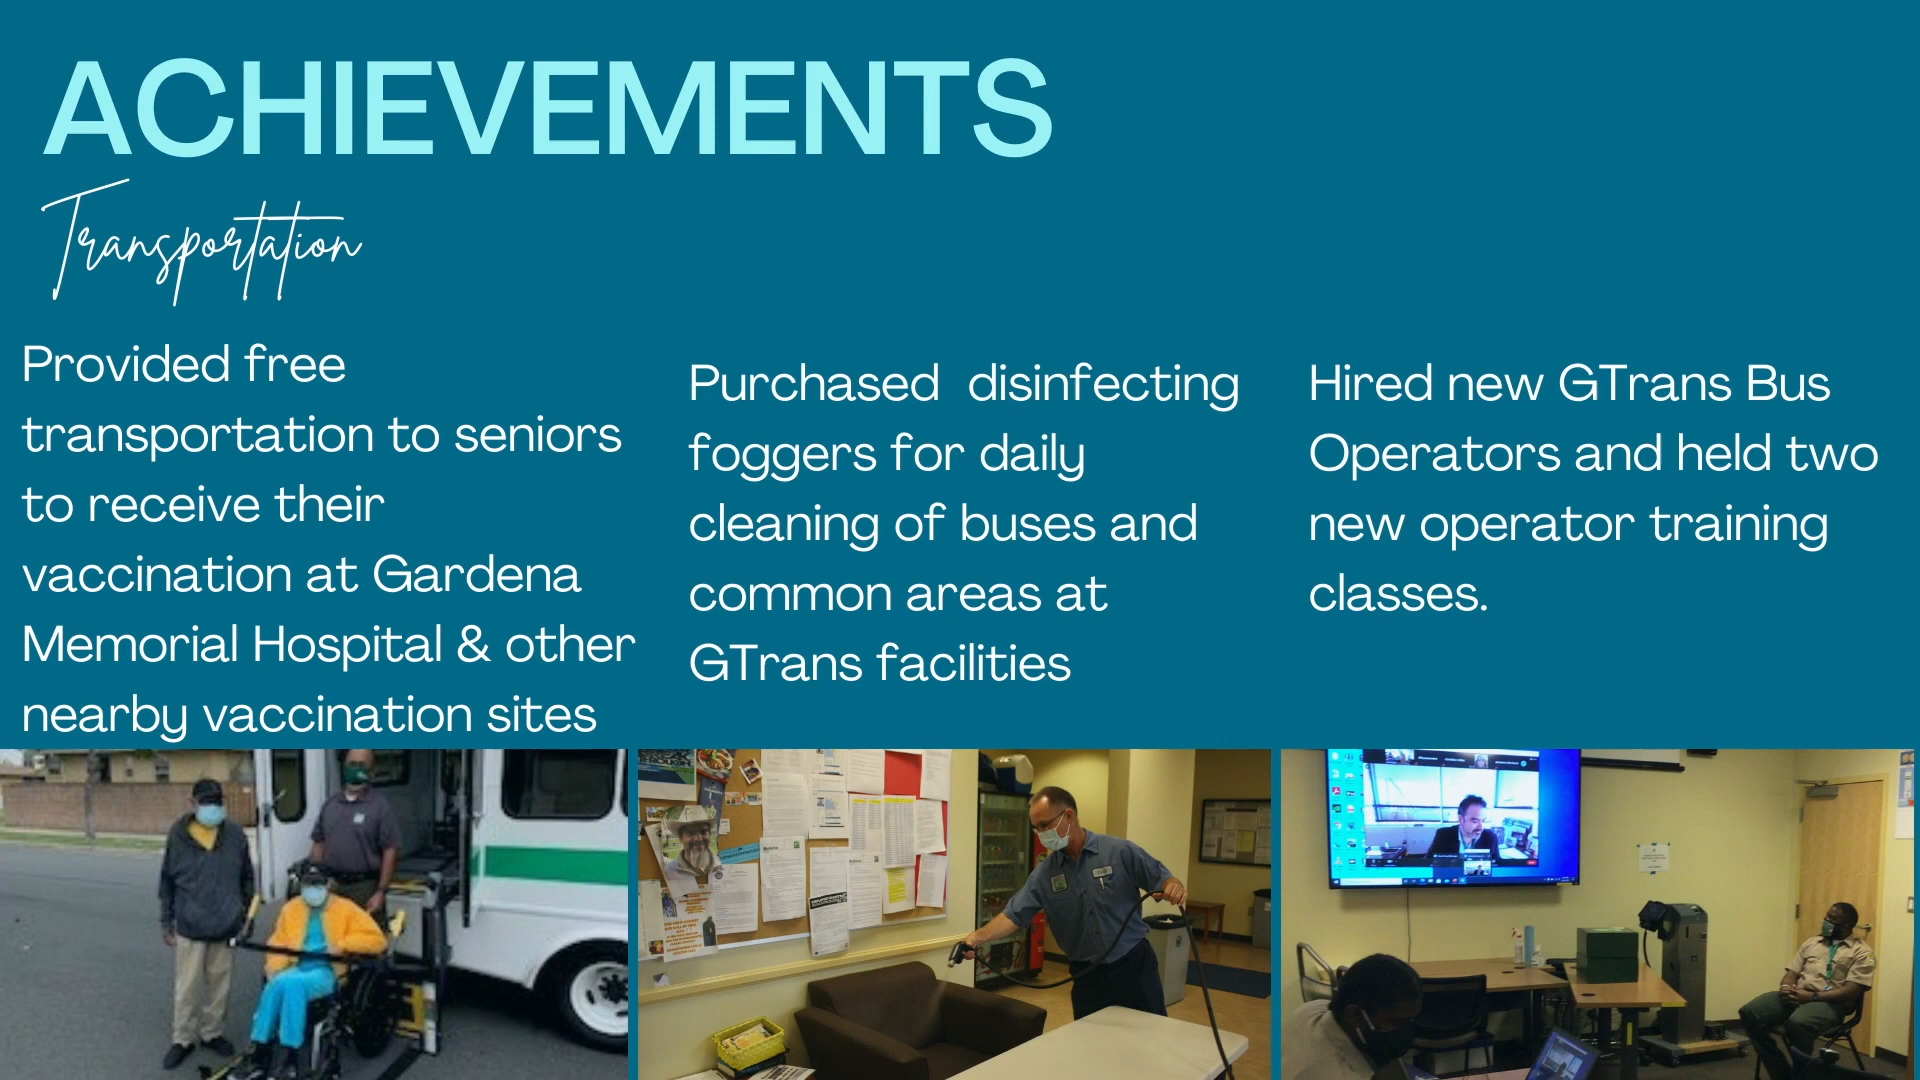 ACHIEVEMENTS
Transportation
Provided free
transportation to seniors
to receive their
vaccination at Gardena
Memorial Hospital & other
nearby vaccination sites
Purchased  disinfecting
foggers for daily
cleaning of buses and
common areas at
GTrans facilities
Hired new GTrans Bus
Operators and held two
new operator training
classes.